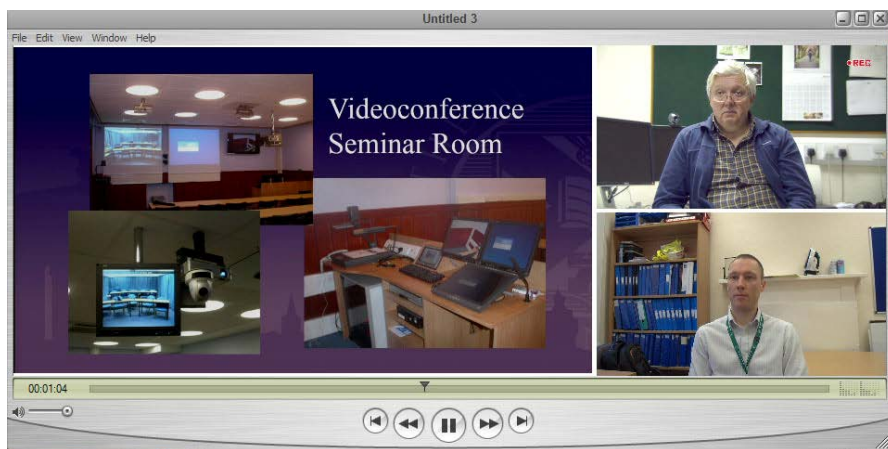 Untitled 3
File Edit View Window Help
Videoconference
Seminar Room
REC
00:01:04